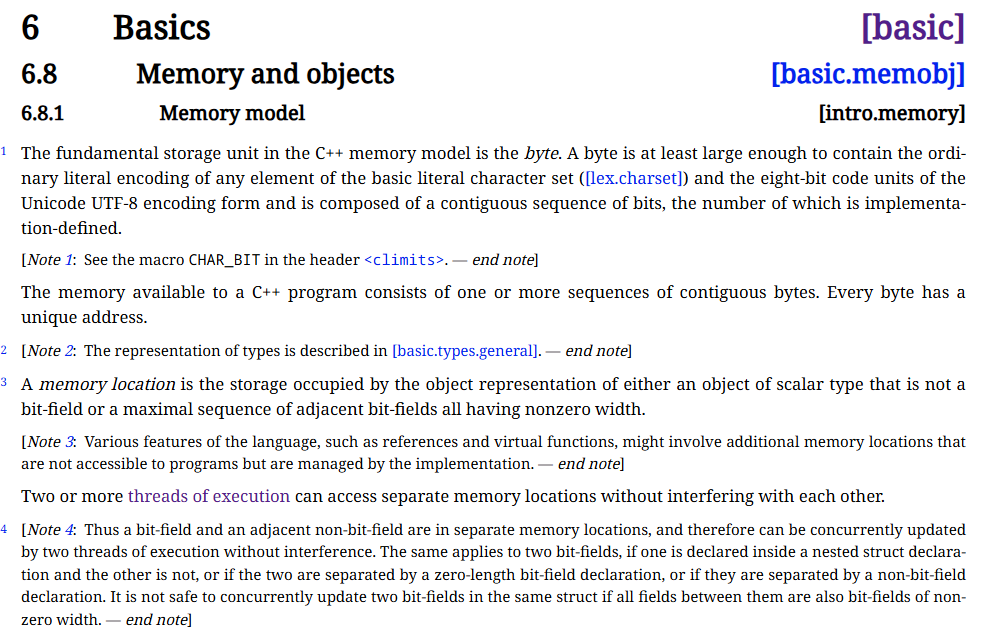 6 Basics [basic]
6.8 Memory and objects [basic.memobj]
6.8.1 Memory model [intro.memory]
1 The fundamental storage unit in the C++ memory model is the byte. A byte is at least large enough to contain the ordi-
nary literal encoding of any element of the basic literal character set ([lex.charset]) and the eight-bit code units of the
Unicode UTF-8 encoding form and is composed of a contiguous sequence of bits, the number of which is implementa-
tion-defined.
[Note 1: See the macro CHAR_BIT in the header <climits>. — end note]
The memory available to a C++ program consists of one or more sequences of contiguous bytes. Every byte has a
unique address.
2 [Note 2: The representation of types is described in [basic.types.general]. — end note]
3 A memory location is the storage occupied by the object representation of either an object of scalar type that is not a
bit-field or a maximal sequence of adjacent bit-fields all having nonzero width.
[Note 3: Various features of the language, such as references and virtual functions, might involve additional memory locations that
are not accessible to programs but are managed by the implementation. — end note]
Two or more threads of execution can access separate memory locations without interfering with each other.
4 [Note 4: Thus a bit-field and an adjacent non-bit-field are in separate memory locations, and therefore can be concurrently updated
by two threads of execution without interference. The same applies to two bit-fields, if one is declared inside a nested struct declara-
tion and the other is not, or if the two are separated by a zero-length bit-field declaration, or if they are separated by a non-bit-field
declaration. It is not safe to concurrently update two bit-fields in the same struct if all fields between them are also bit-fields of non-
zero width. — end note]